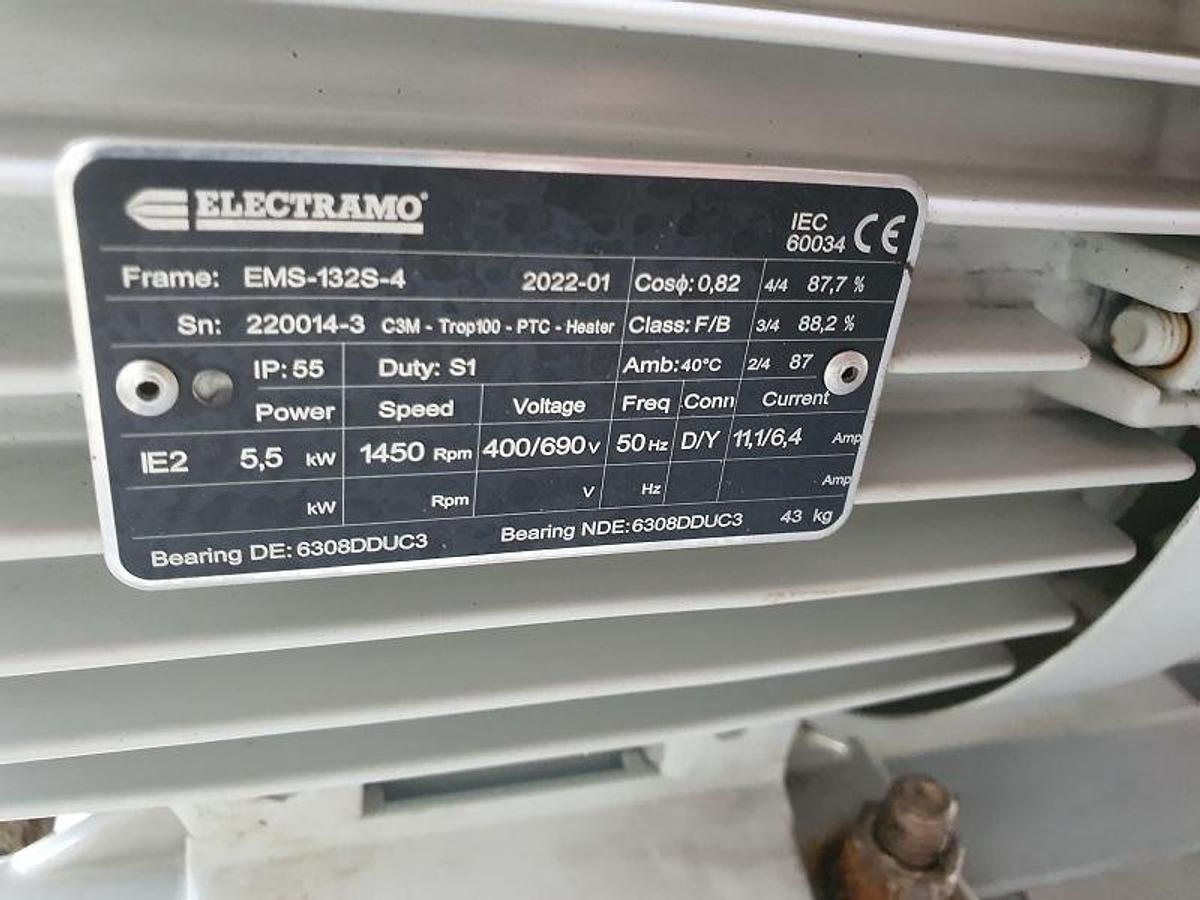 ELECTRAMO®
IEC
60034 CE
Frame: EMS-132S-4 2022-01 Cosϕ: 0,82 4/4 87,7 %
Sn: 220014-3 C3M - Trop100 - PTC - Heater Class: F/B 3/4 88,2 %
IP: 55 Duty: S1 Amb: 40°C 2/4 87
Power Speed Voltage Freq Conn Current
IE2 5,5 kW 1450 Rpm 400/690 V 50 Hz D/Y 11,1/6,4 Amp
kW Rpm V Hz Amp
Bearing DE: 6308DDUC3 Bearing NDE: 6308DDUC3 43 kg